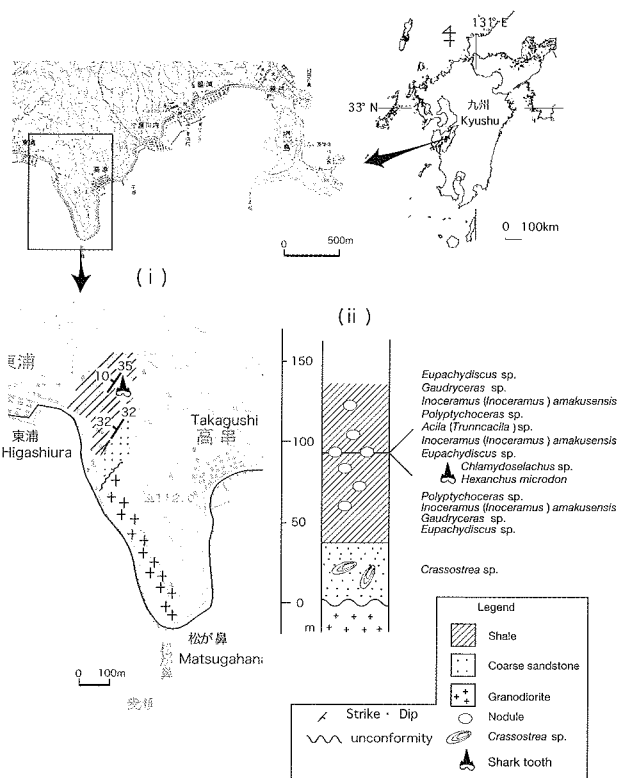 131° E
33° N
九州
Kyushu
0 100km
500m
0
(i)
(ii)
150
100
50
0
m
35
10
32
32
Takagushi
東浦
Higashiura
松が鼻
Matsugahana
0 100m
Eupachydiscus sp.
Gaudryceras sp.
Inoceramus (Inoceramus) amakusensis
Polyptychoceras sp.
Acila (Trunncacila) sp.
Inoceramus (Inoceramus) amakusensis
Eupachydiscus sp.
Chlamydoselachus sp.
Hexanchus microdon
Polyptychoceras sp.
Inoceramus (Inoceramus) amakusensis
Gaudryceras sp.
Eupachydiscus sp.
Crassostrea sp.
Legend
Shale
Coarse sandstone
Granodiorite
Nodule
Crassostrea sp.
Shark tooth
Strike・Dip
unconformity